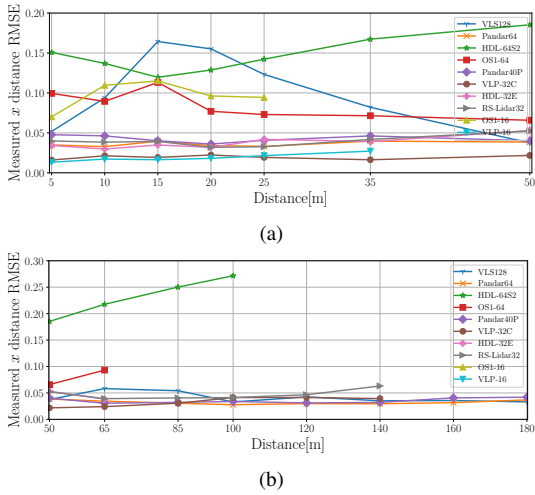 0.20
0.15
0.10
0.05
0.00
Measured x distance RMSE
VLS128
Pandar64
HDL-64S2
OS1-64
Pandar40P
VLP-32C
HDL-32E
RS-Lidar32
OS1-16
VLP-16
5 10 15 20 25 35 50
Distance[m]
(a)
0.30
0.25
0.20
0.15
0.10
0.05
0.00
Measured x distance RMSE
VLS128
Pandar64
HDL-64S2
OS1-64
Pandar40P
VLP-32C
HDL-32E
RS-Lidar32
OS1-16
VLP-16
50 65 85 100 120 140 160 180
Distance[m]
(b)